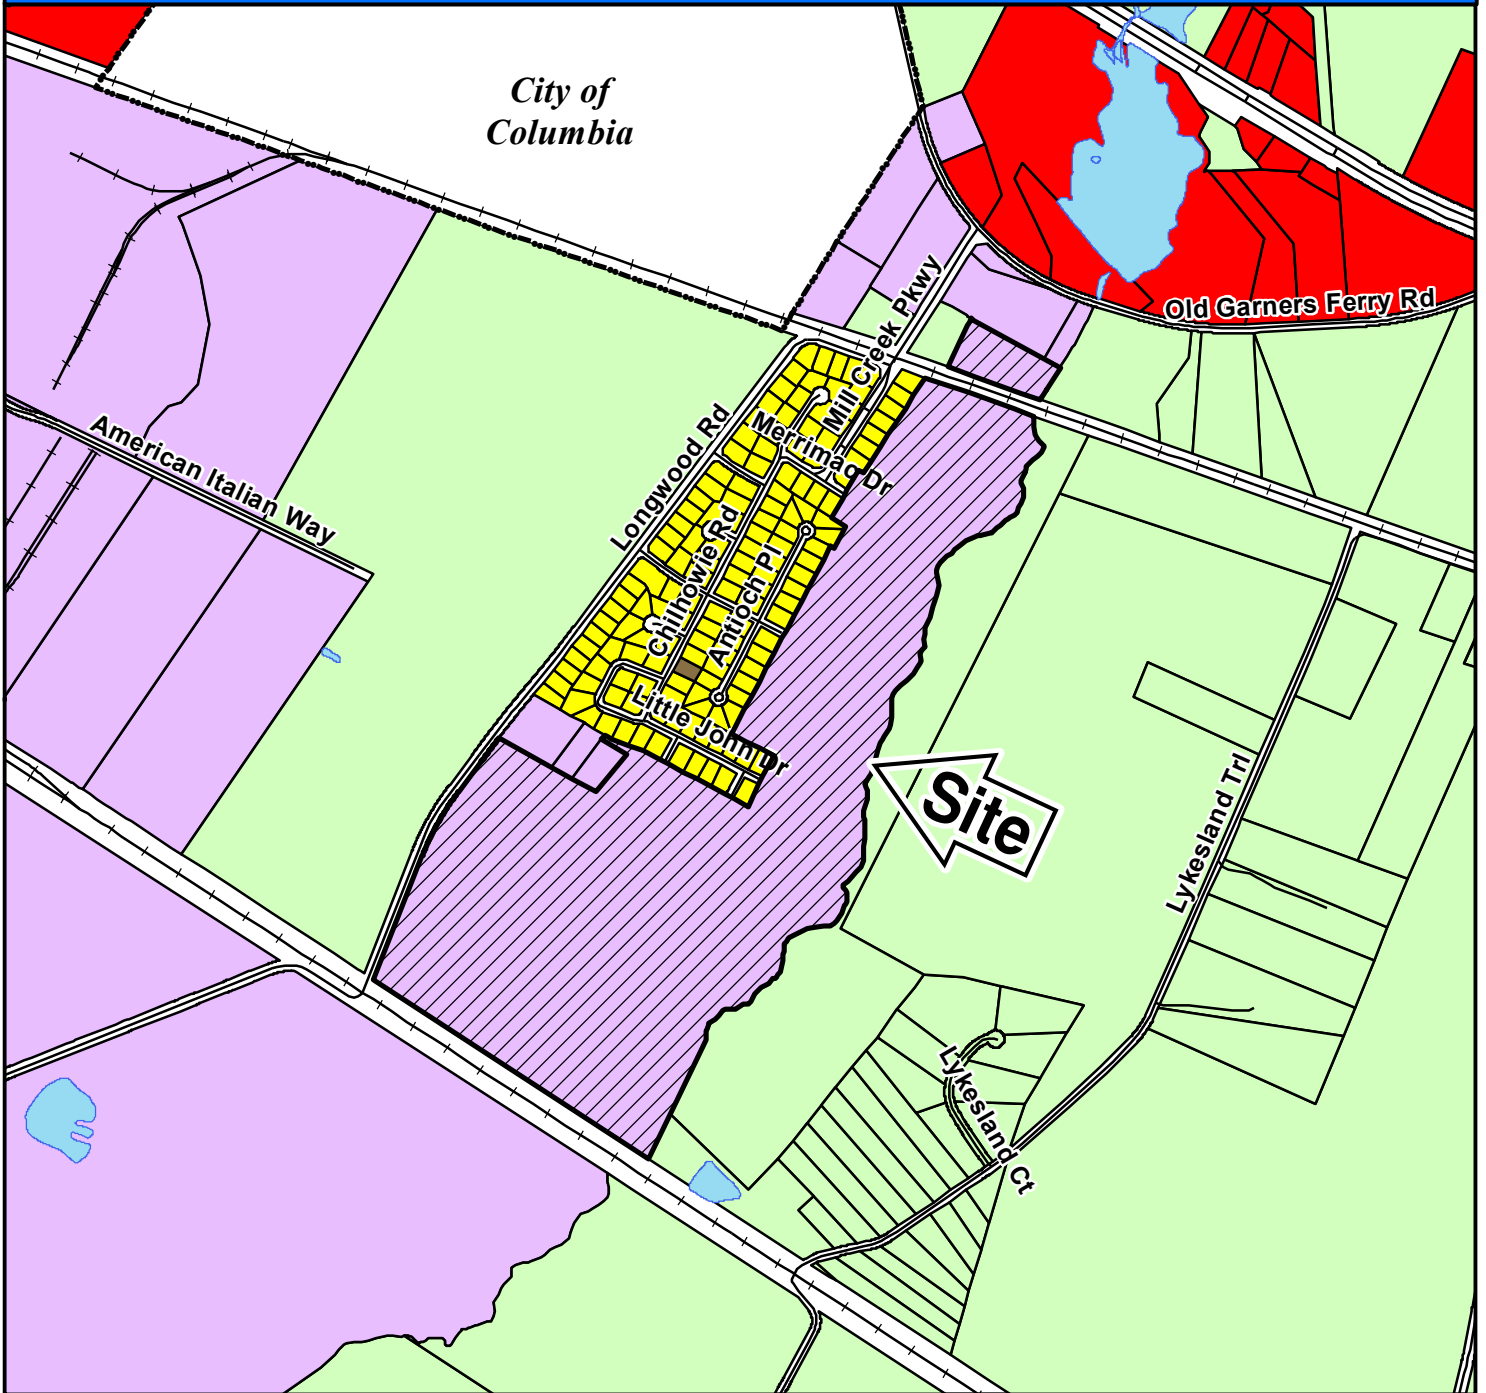 City of
Columbia
Old Garners Ferry Rd
Mill Creek Pkwy
Merrimac Dr
Longwood Rd
American Italian Way
Chilhowie Rd
Antioch Pl
Little John Dr
Site
Lykesland Trl
Lykesland Ct